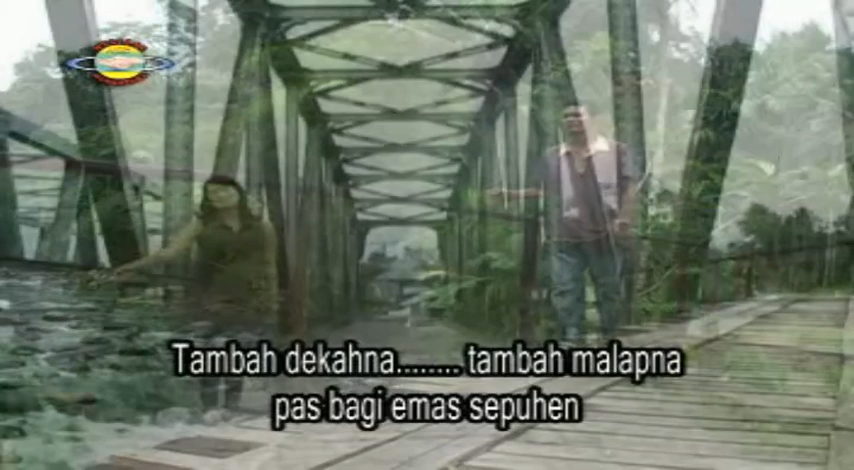 Tambah dekahna........ tambah malapna
pas bagi emas sepuhen